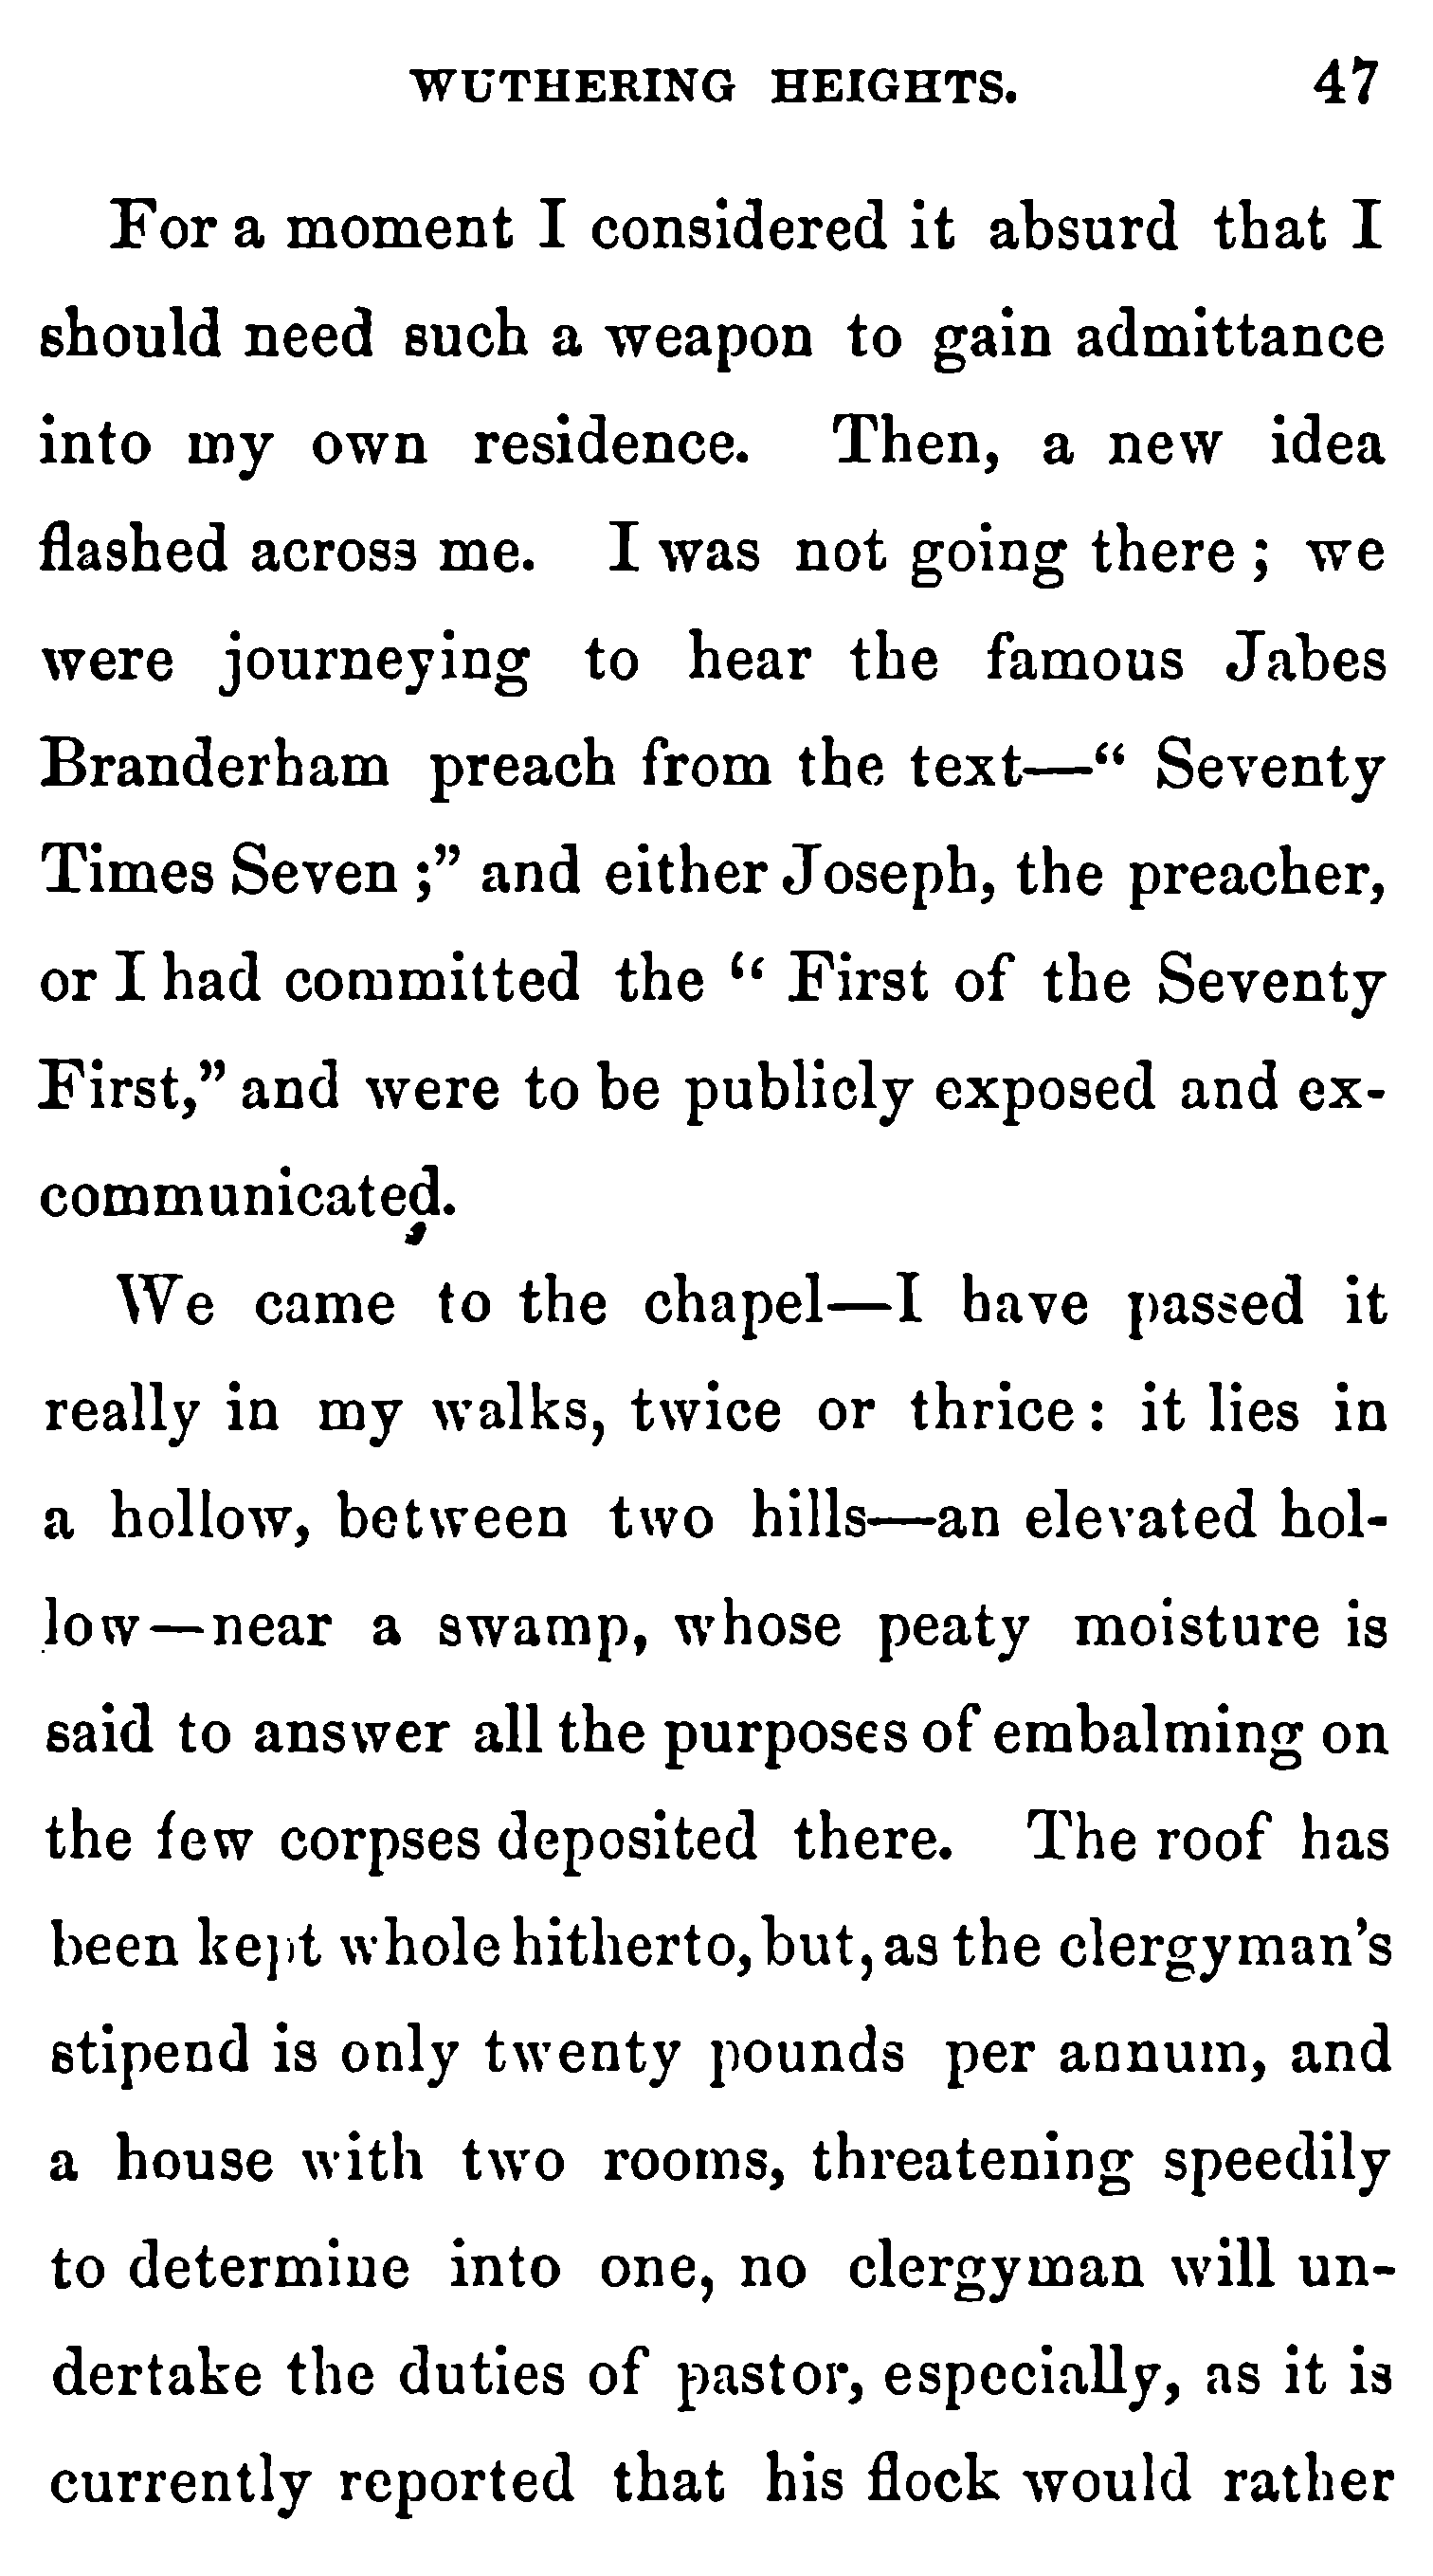 WUTHERING HEIGHTS. 47
For a moment I considered it absurd that I
should need such a weapon to gain admittance
into my own residence. Then, a new idea
flashed across me. I was not going there; we
were journeying to hear the famous Jabes
Branderham preach from the text—“ Seventy
Times Seven ;” and either Joseph, the preacher,
or I had committed the “ First of the Seventy
First,” and were to be publicly exposed and ex-
communicated.
We came to the chapel—I have passed it
really in my walks, twice or thrice: it lies in
a hollow, between two hills—an elevated hol-
low—near a swamp, whose peaty moisture is
said to answer all the purposes of embalming on
the few corpses deposited there. The roof has
been kept whole hitherto, but, as the clergyman's
stipend is only twenty pounds per annum, and
a house with two rooms, threatening speedily
to determine into one, no clergyman will un-
dertake the duties of pastor, especially, as it is
currently reported that his flock would rather